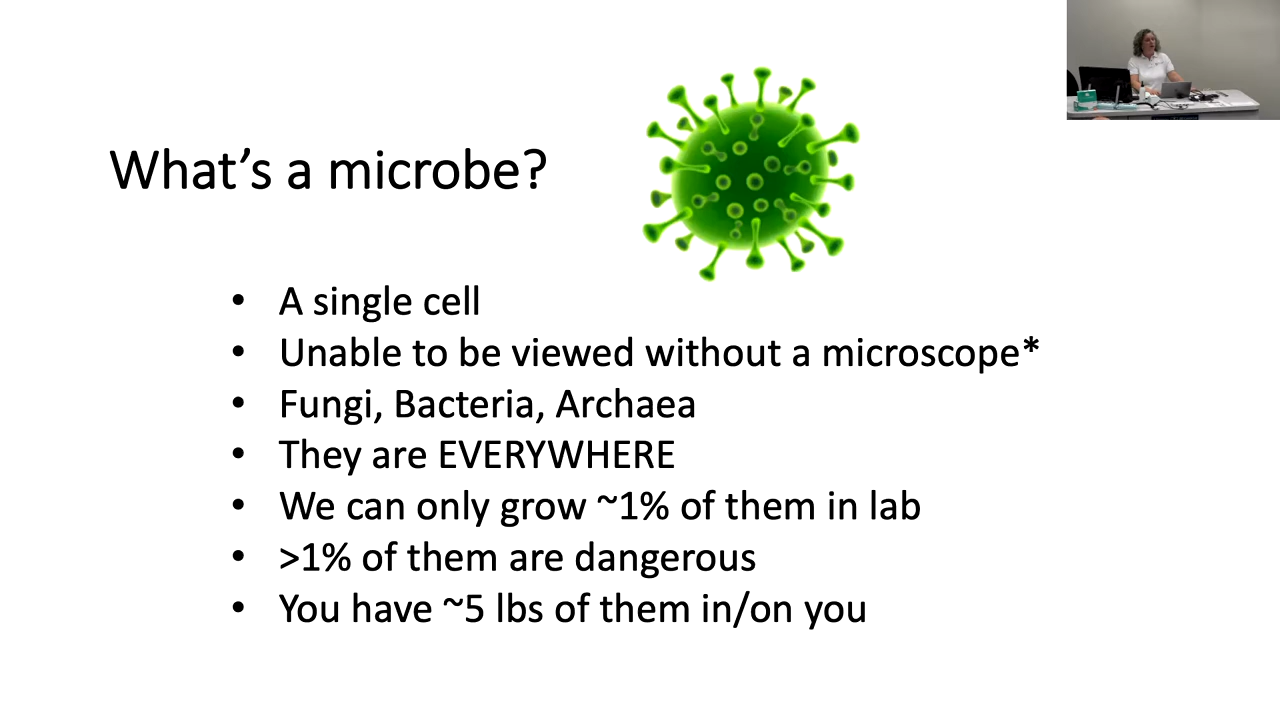 What's a microbe?
• A single cell
• Unable to be viewed without a microscope*
• Fungi, Bacteria, Archaea
• They are EVERYWHERE
• We can only grow ~1% of them in lab
• >1% of them are dangerous
• You have ~5 lbs of them in/on you